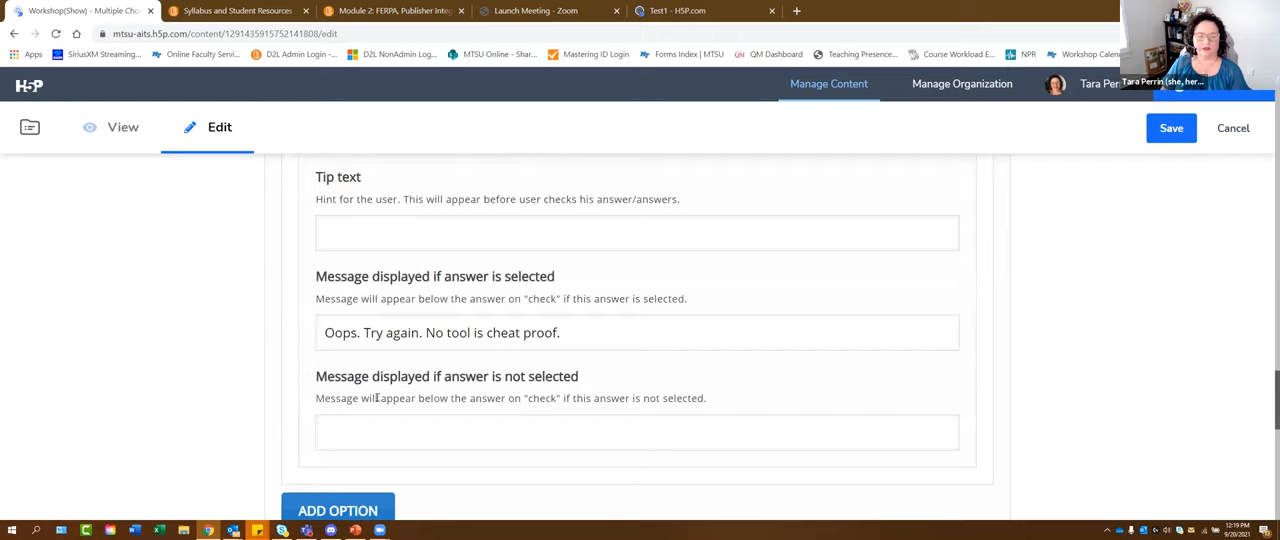 Workshop(Show) - Multiple Cho
Syllabus and Student Resources
Module 2: FERPA, Publisher Inte
Launch Meeting - Zoom
Test1 - H5P.com
mtsu-aits.h5p.com/content/1291435915752141808/edit
Apps
SiriusXM Streaming...
Online Faculty Servi...
D2L Admin Login -...
D2L NonAdmin Log...
MTSU Online - Shar...
Mastering ID Login
Forms Index | MTSU
QM Dashboard
Teaching Presence...
Course Workload E...
NPR
Workshop Calend
H5P
Manage Content
Manage Organization
Tara Perr
Tara Perrin (she, her...
View
Edit
Save
Cancel
Tip text
Hint for the user. This will appear before user checks his answer/answers.
Message displayed if answer is selected
Message will appear below the answer on "check" if this answer is selected.
Oops. Try again. No tool is cheat proof.
Message displayed if answer is not selected
Message will appear below the answer on "check" if this answer is not selected.
ADD OPTION
12:19 PM
9/20/2021